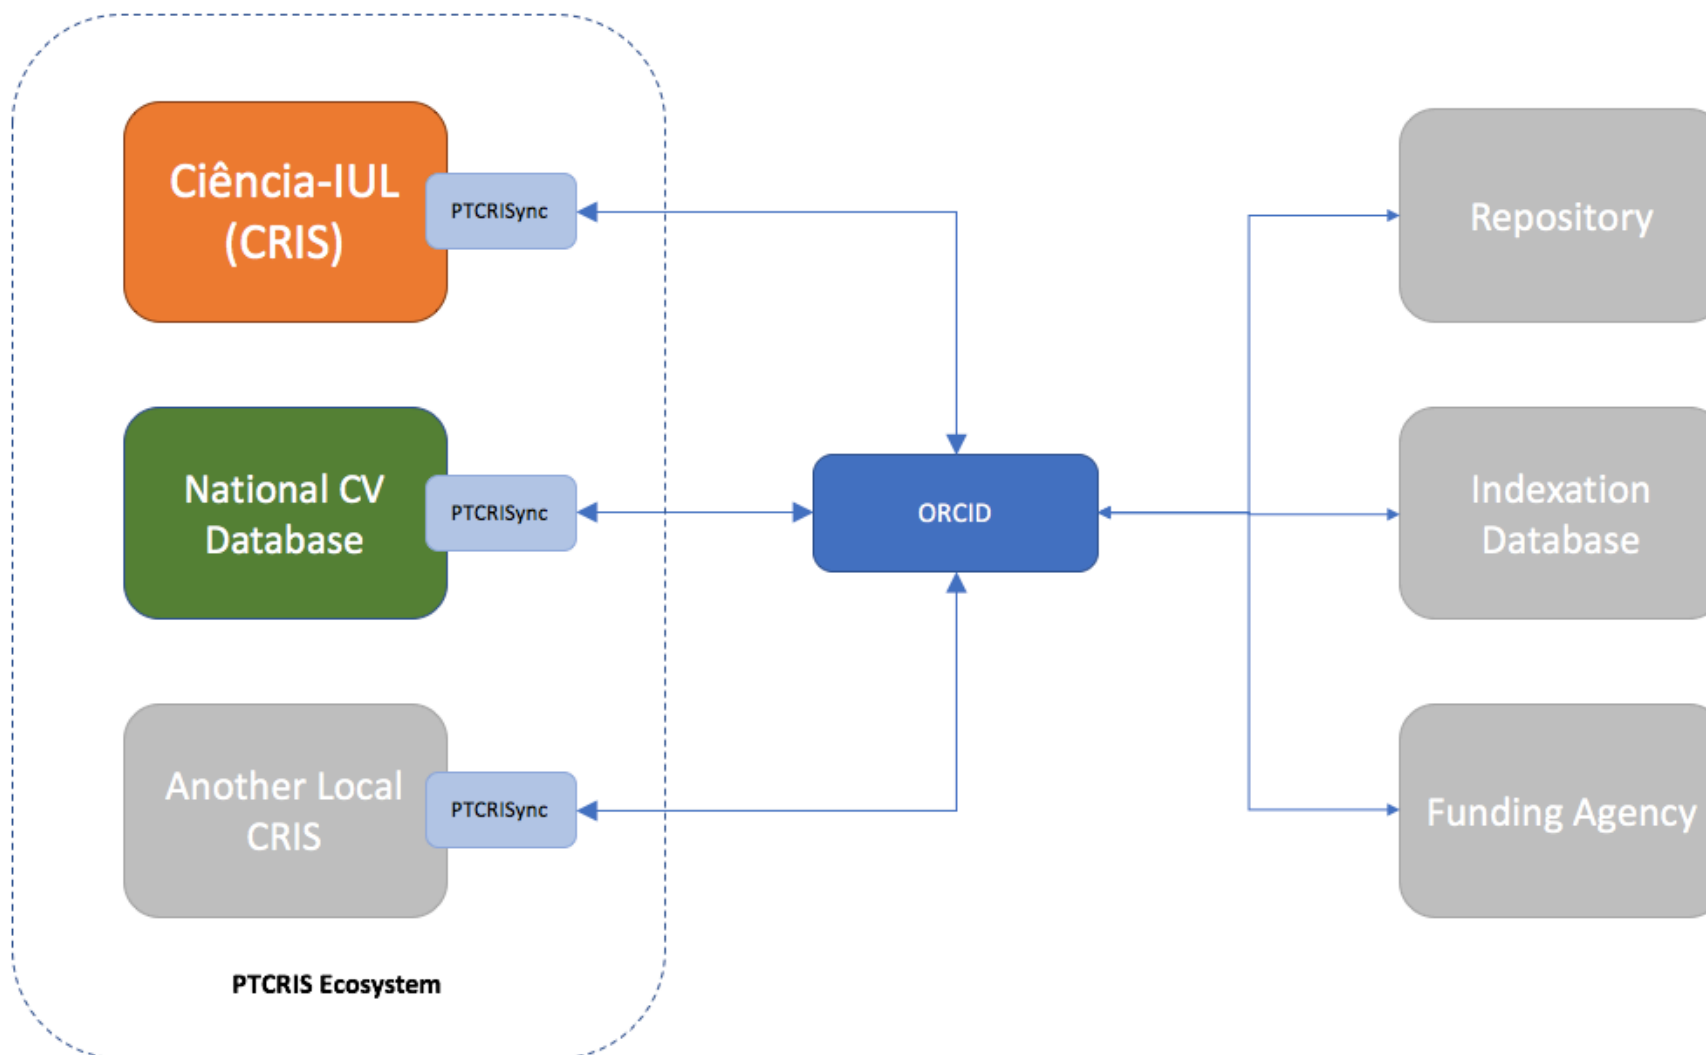 Ciência-IUL
(CRIS)
PTCRISync
National CV
Database
PTCRISync
Another Local
CRIS
PTCRISync
PTCRIS Ecosystem
ORCID
Repository
Indexation
Database
Funding Agency